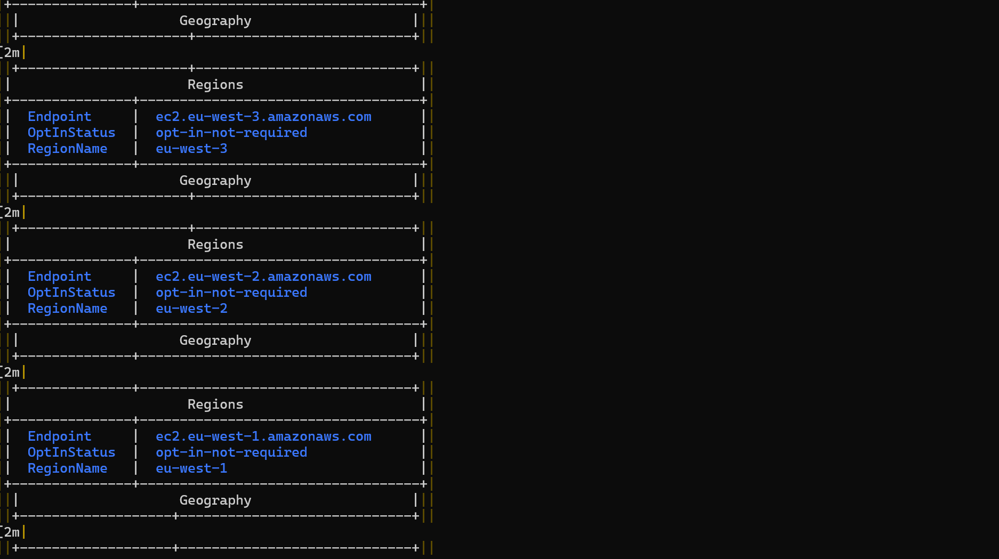 Geography
[2m|
Regions
Endpoint | ec2.eu-west-3.amazonaws.com
OptInStatus | opt-in-not-required
RegionName | eu-west-3
Geography
[2m|
Regions
Endpoint | ec2.eu-west-2.amazonaws.com
OptInStatus | opt-in-not-required
RegionName | eu-west-2
Geography
[2m|
Regions
Endpoint | ec2.eu-west-1.amazonaws.com
OptInStatus | opt-in-not-required
RegionName | eu-west-1
Geography
[2m|